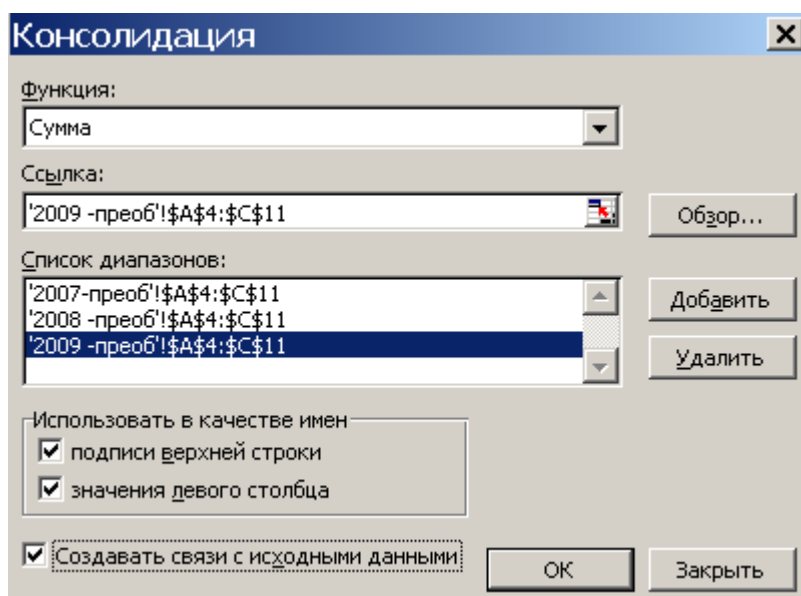 Консолидация
Функция:
Сумма
Ссылка:
'2009 -преоб'!$A$4:$C$11
Обзор...
Список диапазонов:
'2007-преоб'!$A$4:$C$11
'2008 -преоб'!$A$4:$C$11
'2009 -преоб'!$A$4:$C$11
Добавить
Удалить
Использовать в качестве имен
подписи верхней строки
значения левого столбца
Создавать связи с исходными данными
ОК
Закрыть